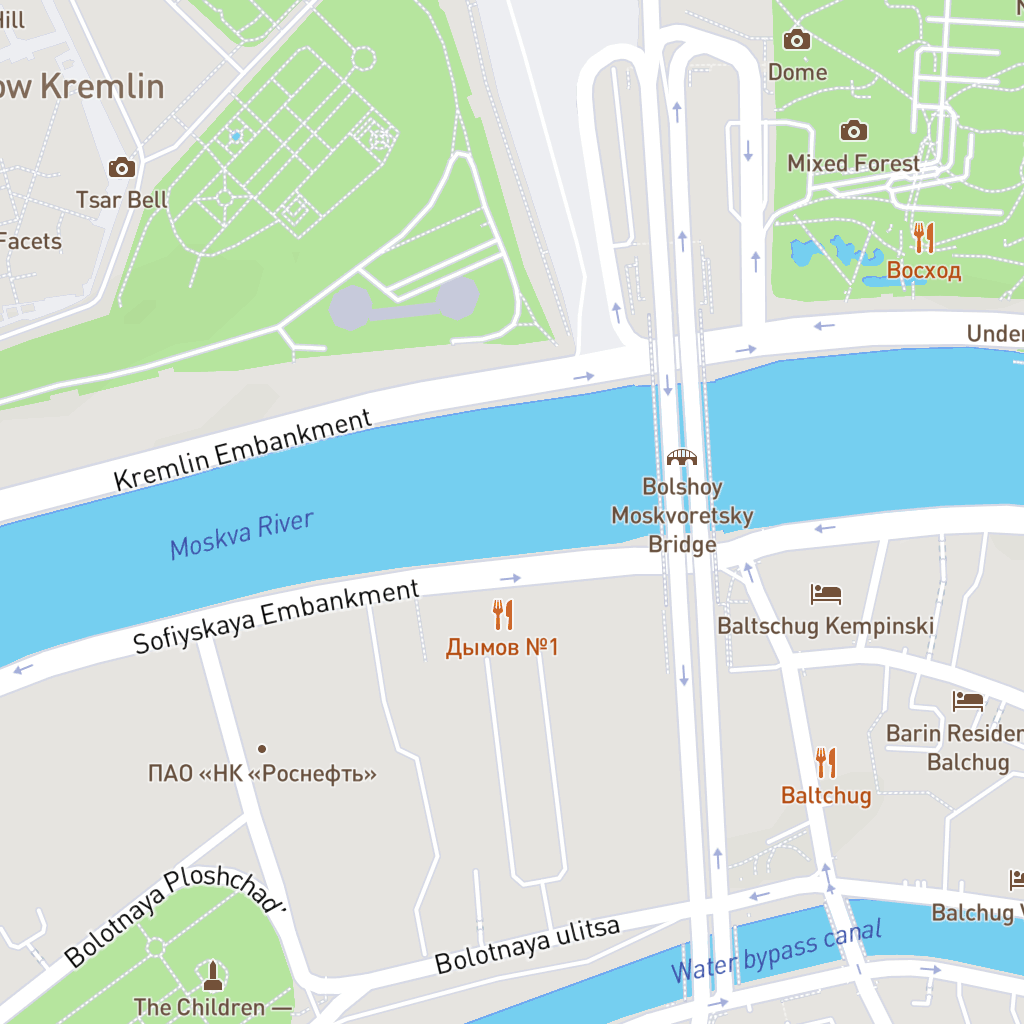 Hill
ow Kremlin
Dome
Mixed Forest
Tsar Bell
Facets
Восход
Under
Kremlin Embankment
Bolshoy
Moskvoretsky
Bridge
Moskva River
Sofiyskaya Embankment
Baltschug Kempinski
Дымов №1
Barin Residen
Balchug
ПАО «НК «Роснефть»
Baltchug
Bolotnaya Ploshchad'
Balchug V
Bolotnaya ulitsa
Water bypass canal
The Children —